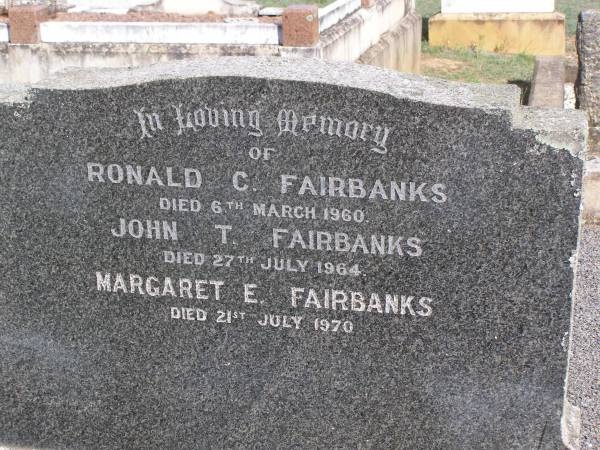 In Loving Memory
OF
RONALD C. FAIRBANKS
DIED 6TH MARCH 1960.
JOHN T. FAIRBANKS
DIED 27TH JULY 1964.
MARGARET E. FAIRBANKS
DIED 21ST JULY 1970